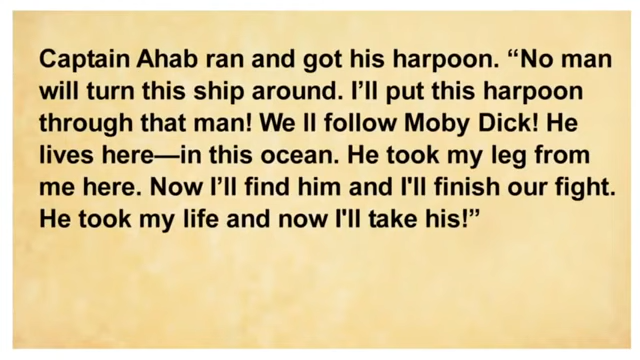 Captain Ahab ran and got his harpoon. “No man
will turn this ship around. I’ll put this harpoon
through that man! We ll follow Moby Dick! He
lives here—in this ocean. He took my leg from
me here. Now I’ll find him and I'll finish our fight.
He took my life and now I'll take his!”